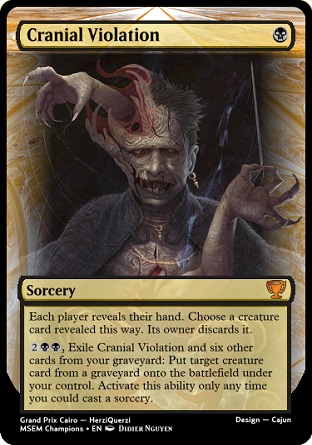 Cranial Violation
Sorcery
Each player reveals their hand. Choose a creature
card revealed this way. Its owner discards it.
2, Exile Cranial Violation and six other
cards from your graveyard: Put target creature
card from a graveyard onto the battlefield under
your control. Activate this ability only any time
you could cast a sorcery.
Grand Prix Cairo — HerziQuerzi Design — Cajun
MSEM Champions • EN Didier Nguyen